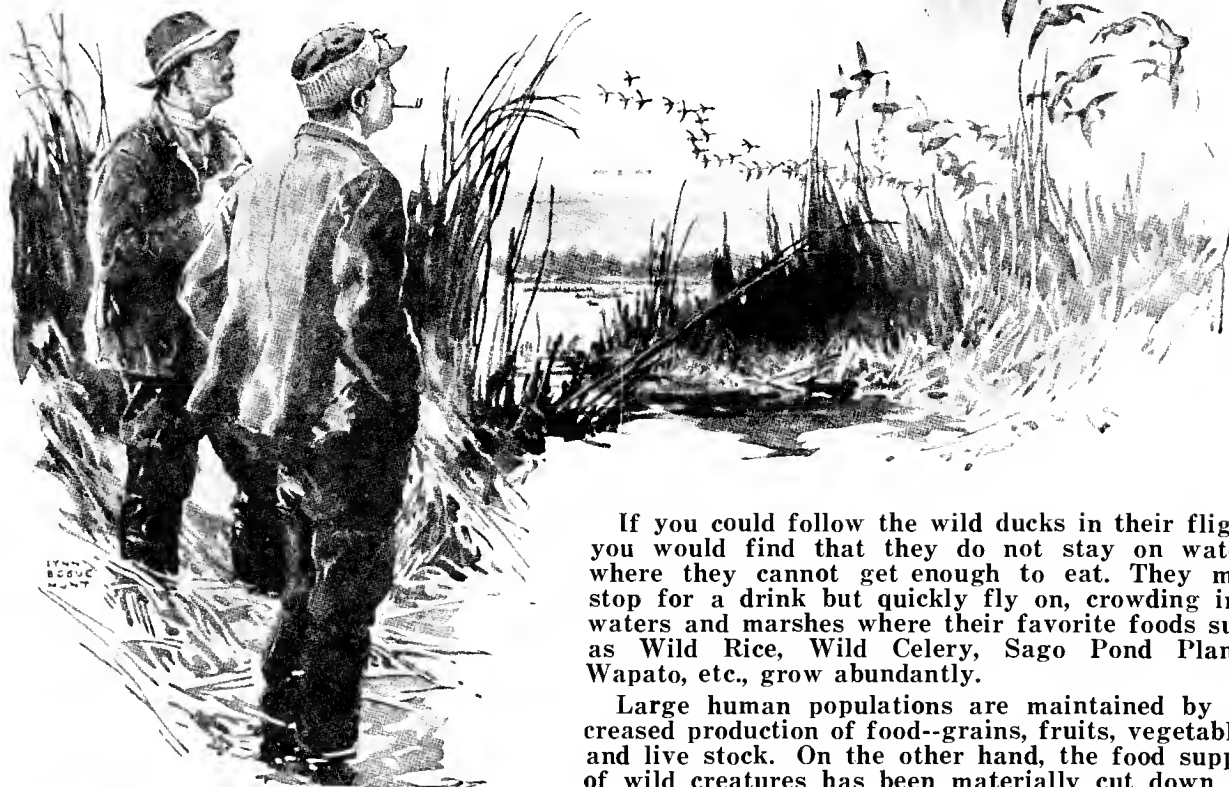 LYNN
BOGUE
HUNT
If you could follow the wild ducks in their flig
you would find that they do not stay on wat
where they cannot get enough to eat. They m
stop for a drink but quickly fly on, crowding in
waters and marshes where their favorite foods su
as Wild Rice, Wild Celery, Sago Pond Plan
Wapato, etc., grow abundantly.
Large human populations are maintained by
creased production of food--grains, fruits, vegetabl
and live stock. On the other hand, the food supp
of wild creatures has been materially cut down